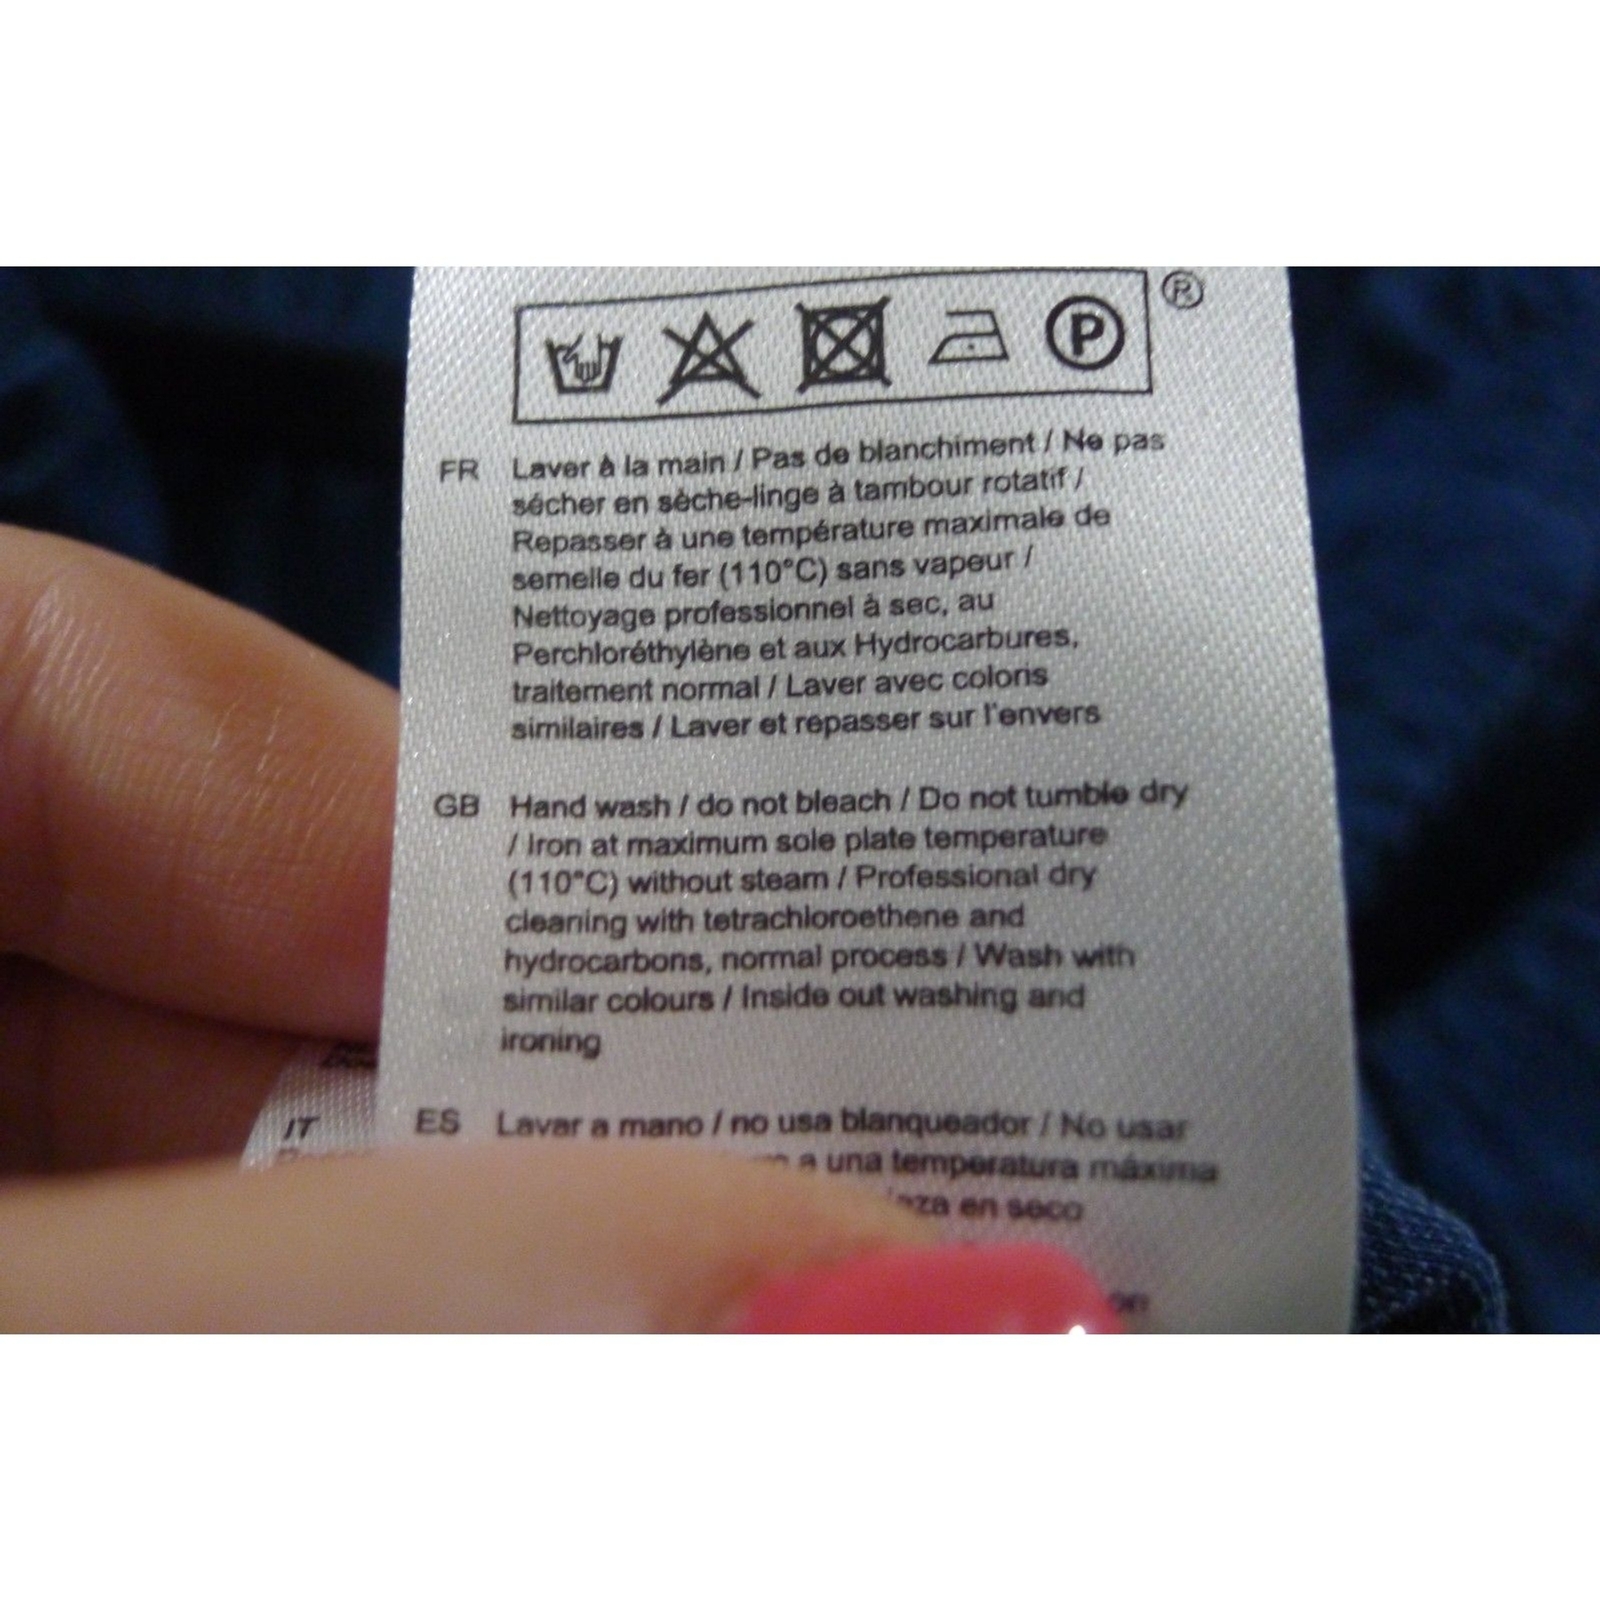 ®
P
FR Laver à la main / Pas de blanchiment / Ne pas
sécher en sèche-linge à tambour rotatif /
Repasser à une température maximale de
semelle du fer (110°C) sans vapeur /
Nettoyage professionnel à sec, au
Perchloréthylène et aux Hydrocarbures,
traitement normal / Laver avec coloris
similaires / Laver et repasser sur l'envers
GB Hand wash / do not bleach / Do not tumble dry
/ Iron at maximum sole plate temperature
(110°C) without steam / Professional dry
cleaning with tetrachloroethene and
hydrocarbons, normal process / Wash with
similar colours / Inside out washing and
ironing
ES Lavar a mano / no usa blanqueador / No usar
a una temperatura máxima
en seco
IT